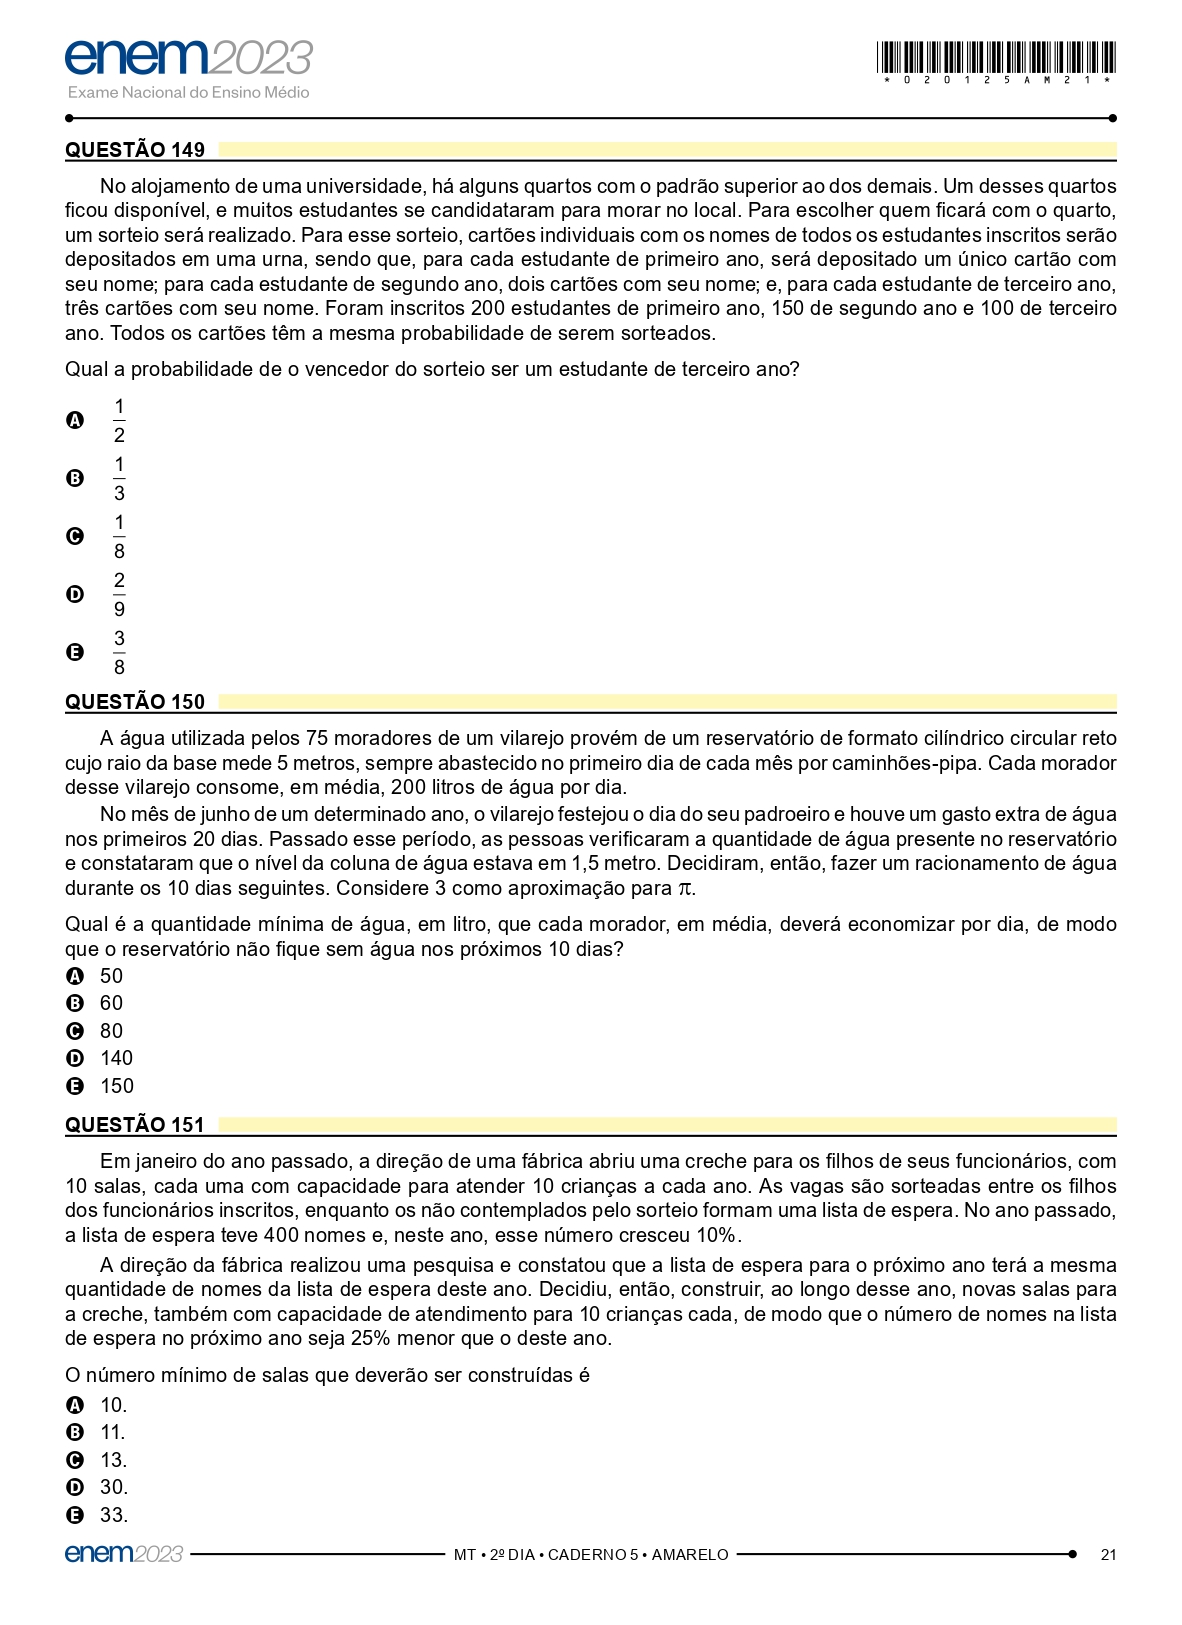 enem2023
Exame Nacional do Ensino Médio
*020125AM21*
QUESTÃO 149
No alojamento de uma universidade, há alguns quartos com o padrão superior ao dos demais. Um desses quartos
ficou disponível, e muitos estudantes se candidataram para morar no local. Para escolher quem ficará com o quarto,
um sorteio será realizado. Para esse sorteio, cartões individuais com os nomes de todos os estudantes inscritos serão
depositados em uma urna, sendo que, para cada estudante de primeiro ano, será depositado um único cartão com
seu nome; para cada estudante de segundo ano, dois cartões com seu nome; e, para cada estudante de terceiro ano,
três cartões com seu nome. Foram inscritos 200 estudantes de primeiro ano, 150 de segundo ano e 100 de terceiro
ano. Todos os cartões têm a mesma probabilidade de serem sorteados.
Qual a probabilidade de o vencedor do sorteio ser um estudante de terceiro ano?
A 1/2
B 1/3
C 1/8
D 2/9
E 3/8
QUESTÃO 150
A água utilizada pelos 75 moradores de um vilarejo provém de um reservatório de formato cilíndrico circular reto
cujo raio da base mede 5 metros, sempre abastecido no primeiro dia de cada mês por caminhões-pipa. Cada morador
desse vilarejo consome, em média, 200 litros de água por dia.
No mês de junho de um determinado ano, o vilarejo festejou o dia do seu padroeiro e houve um gasto extra de água
nos primeiros 20 dias. Passado esse período, as pessoas verificaram a quantidade de água presente no reservatório
e constataram que o nível da coluna de água estava em 1,5 metro. Decidiram, então, fazer um racionamento de água
durante os 10 dias seguintes. Considere 3 como aproximação para π.
Qual é a quantidade mínima de água, em litro, que cada morador, em média, deverá economizar por dia, de modo
que o reservatório não fique sem água nos próximos 10 dias?
A 50
B 60
C 80
D 140
E 150
QUESTÃO 151
Em janeiro do ano passado, a direção de uma fábrica abriu uma creche para os filhos de seus funcionários, com
10 salas, cada uma com capacidade para atender 10 crianças a cada ano. As vagas são sorteadas entre os filhos
dos funcionários inscritos, enquanto os não contemplados pelo sorteio formam uma lista de espera. No ano passado,
a lista de espera teve 400 nomes e, neste ano, esse número cresceu 10%.
A direção da fábrica realizou uma pesquisa e constatou que a lista de espera para o próximo ano terá a mesma
quantidade de nomes da lista de espera deste ano. Decidiu, então, construir, ao longo desse ano, novas salas para
a creche, também com capacidade de atendimento para 10 crianças cada, de modo que o número de nomes na lista
de espera no próximo ano seja 25% menor que o deste ano.
O número mínimo de salas que deverão ser construídas é
A 10.
B 11.
C 13.
D 30.
E 33.
enem2023 MT • 2º DIA • CADERNO 5 • AMARELO 21